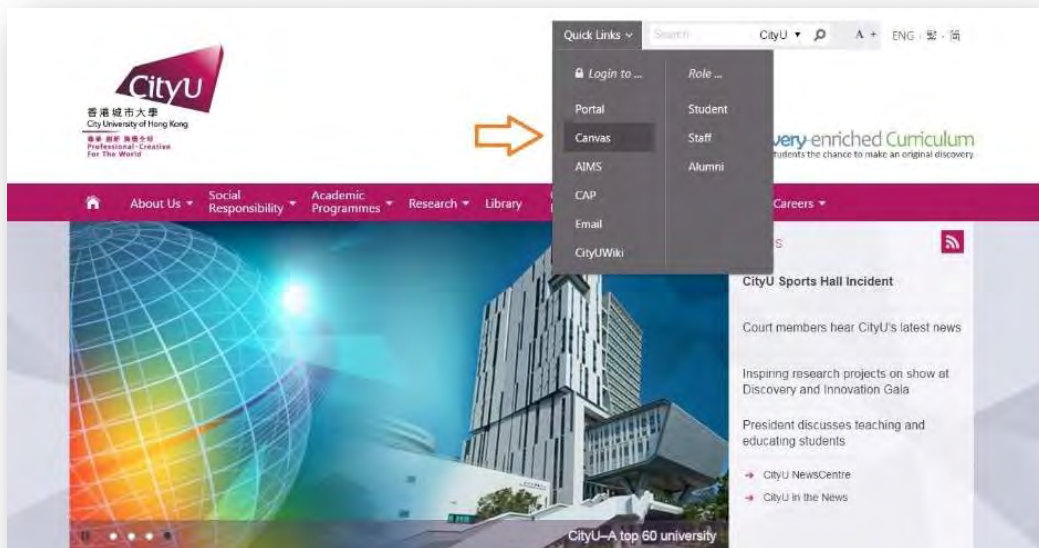 Quick Links
Search
CityU
A +
ENG · 繁 · 简
CityU
香港城市大學
City University of Hong Kong
Professional·Creative
For The World
Login to ...
Role ...
Portal
Student
Canvas
Staff
AIMS
Alumni
CAP
Email
CityUWiki
very-enriched Curriculum
tudents the chance to make an original discovery
About Us
Social
Responsibility
Academic
Programmes
Research
Library
Careers
S
CityU Sports Hall Incident
Court members hear CityU's latest news
Inspiring research projects on show at
Discovery and Innovation Gala
President discusses teaching and
educating students
CityU NewsCentre
CityU in the News
CityU–A top 60 university